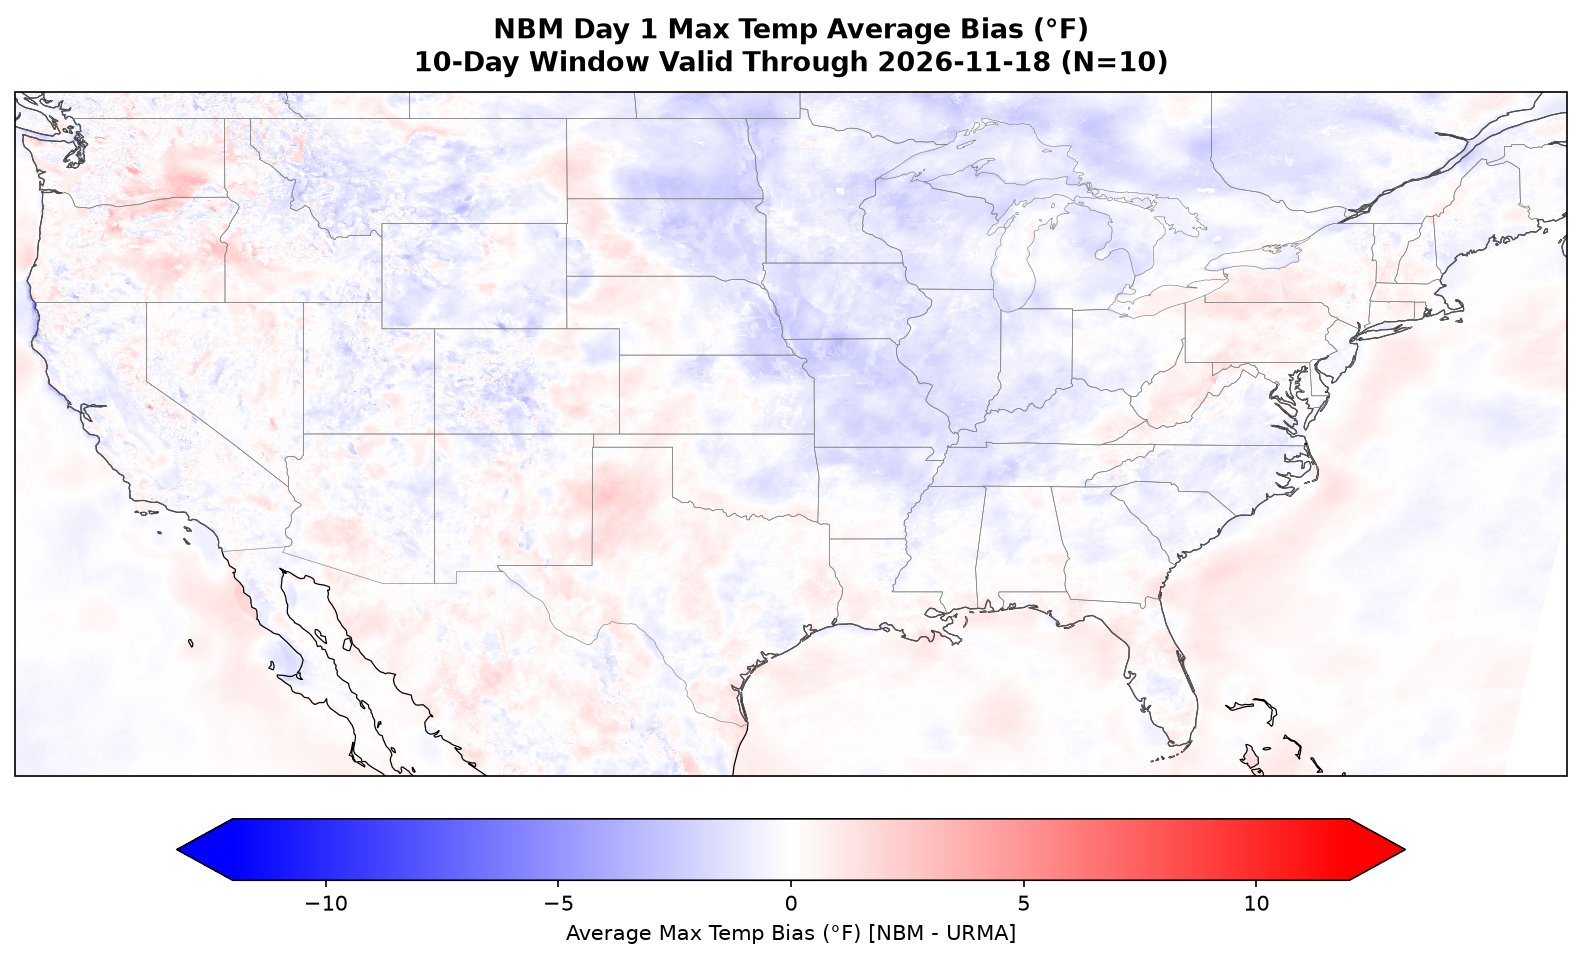 NBM Day 1 Max Temp Average Bias (°F)
10-Day Window Valid Through 2026-11-18 (N=10)
−10 −5 0 5 10
Average Max Temp Bias (°F) [NBM - URMA]